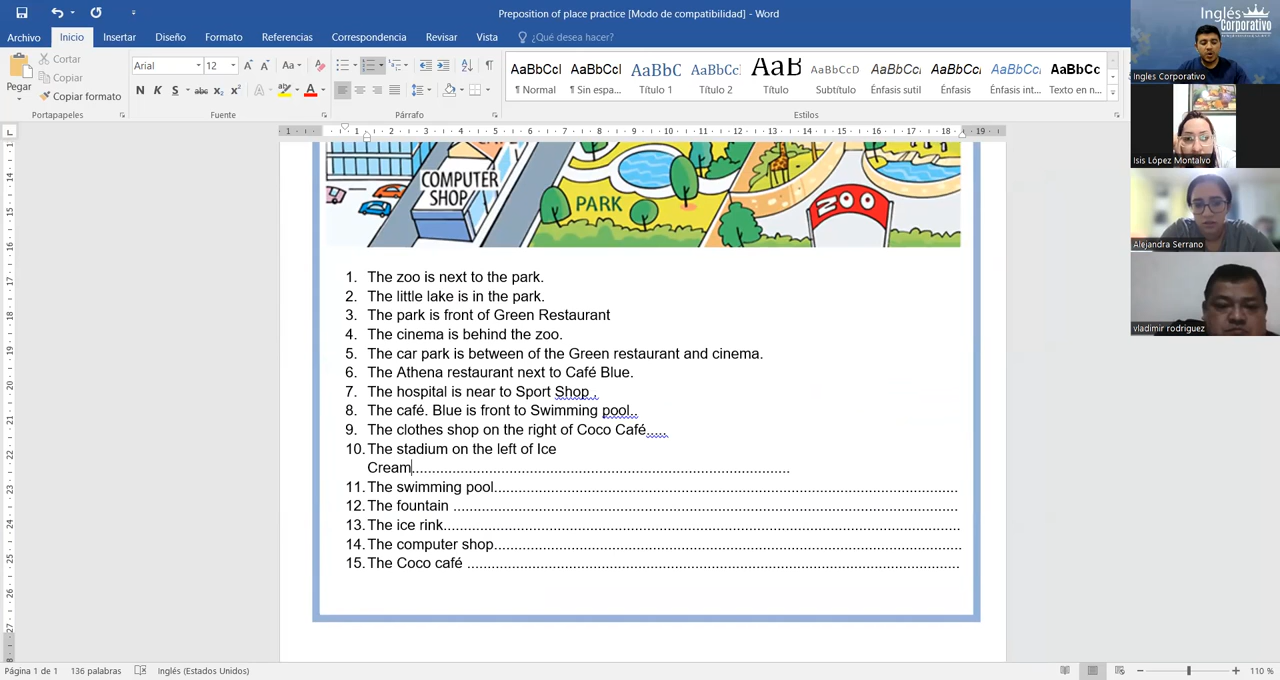 Preposition of place practice [Modo de compatibilidad] - Word
Archivo Inicio Insertar Diseño Formato Referencias Correspondencia Revisar Vista ¿Qué desea hacer?
Pegar
Cortar
Copiar
Copiar formato
Arial 12
N K S abc x₂ x²
AaBbCcI AaBbCcI AaBbC AaBbCcI AaB AaBbCcD AaBbCcI AaBbCcI AaBbCcI AaBbCc
¶ Normal ¶ Sin espa... Título 1 Título 2 Título Subtítulo Énfasis sutil Énfasis Énfasis int... Texto en n...
Portapapeles Fuente Párrafo Estilos
COMPUTER
SHOP
PARK
ZOO
1. The zoo is next to the park.
2. The little lake is in the park.
3. The park is front of Green Restaurant
4. The cinema is behind the zoo.
5. The car park is between of the Green restaurant and cinema.
6. The Athena restaurant next to Café Blue.
7. The hospital is near to Sport Shop .
8. The café. Blue is front to Swimming pool..
9. The clothes shop on the right of Coco Café.....
10. The stadium on the left of Ice
Cream..........................................................................................
11. The swimming pool..........................................................................................
12. The fountain ..........................................................................................
13. The ice rink..........................................................................................
14. The computer shop..........................................................................................
15. The Coco café ..........................................................................................
Página 1 de 1 136 palabras Inglés (Estados Unidos)
110 %
Inglés
Corporativo
Ingles Corporativo
Isis López Montalvo
Alejandra Serrano
vladimir rodriguez